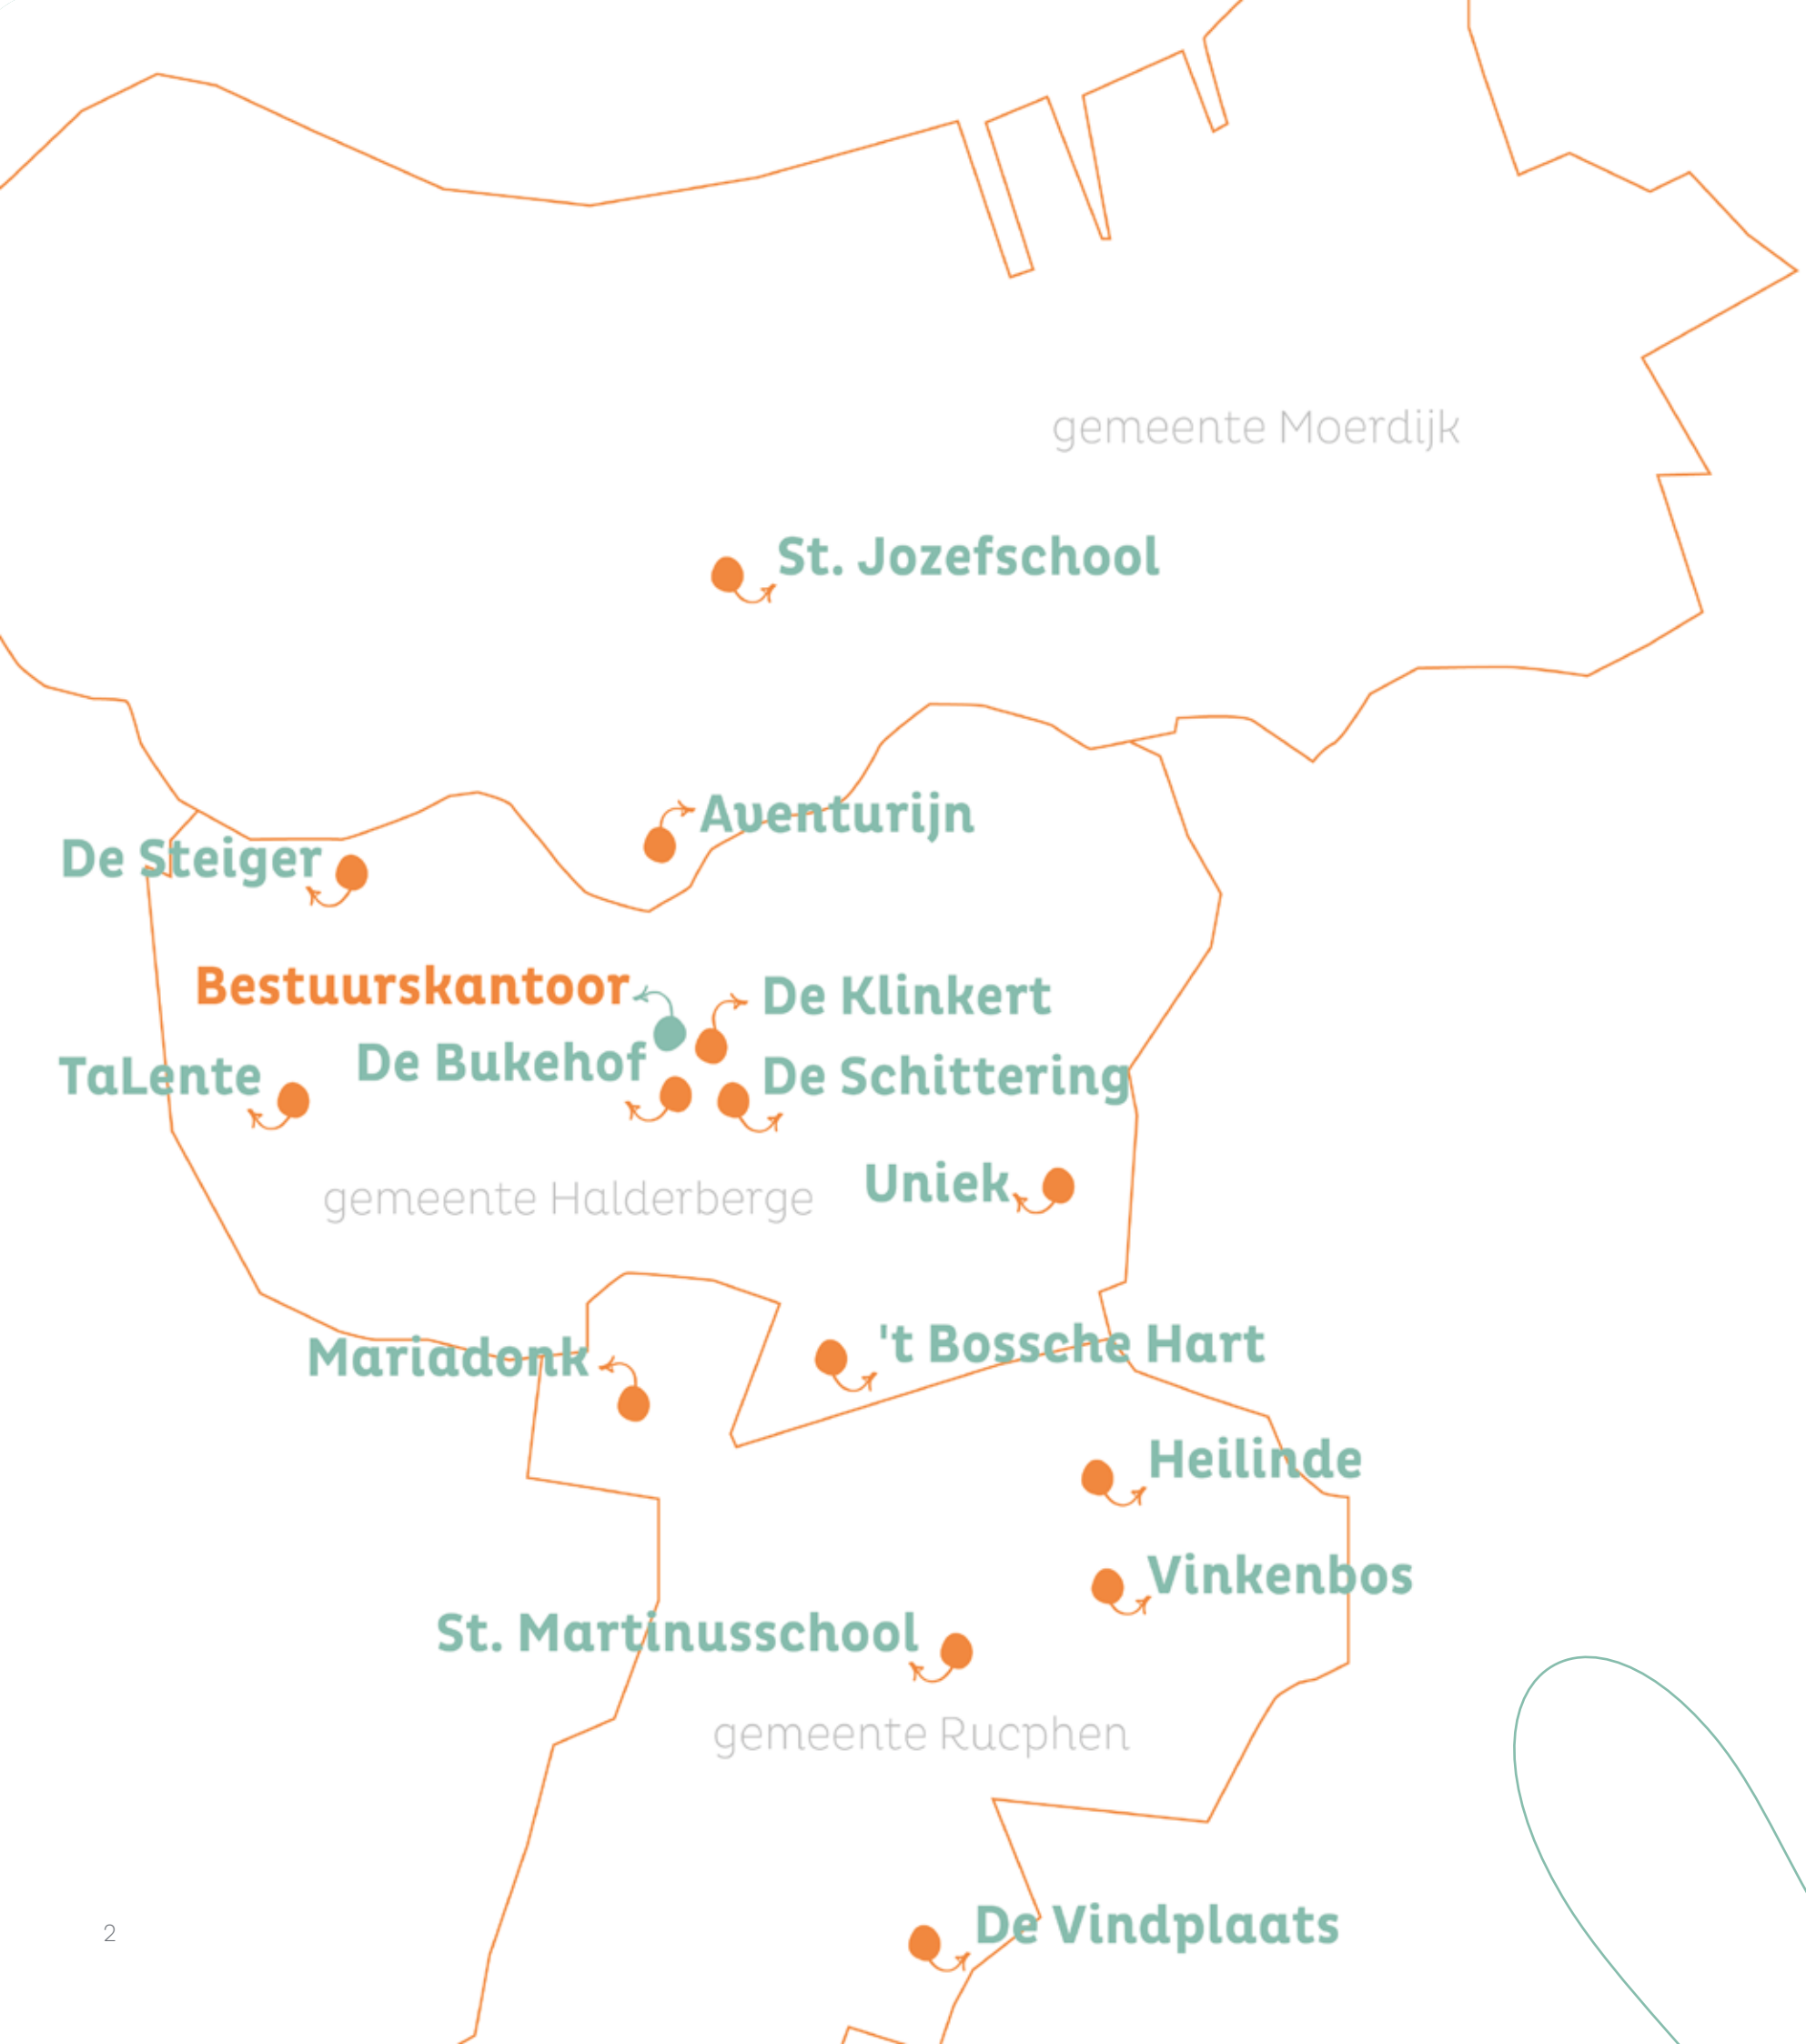 gemeente Moerdijk
St. Jozefschool
Aventurijn
De Steiger
Bestuurskantoor
De Klinkert
De Bukehof
TaLente
De Schittering
Uniek
gemeente Halderberge
't Bossche Hart
Mariadonk
Heilinde
Vinkenbos
St. Martinusschool
gemeente Rucphen
De Vindplaats
2